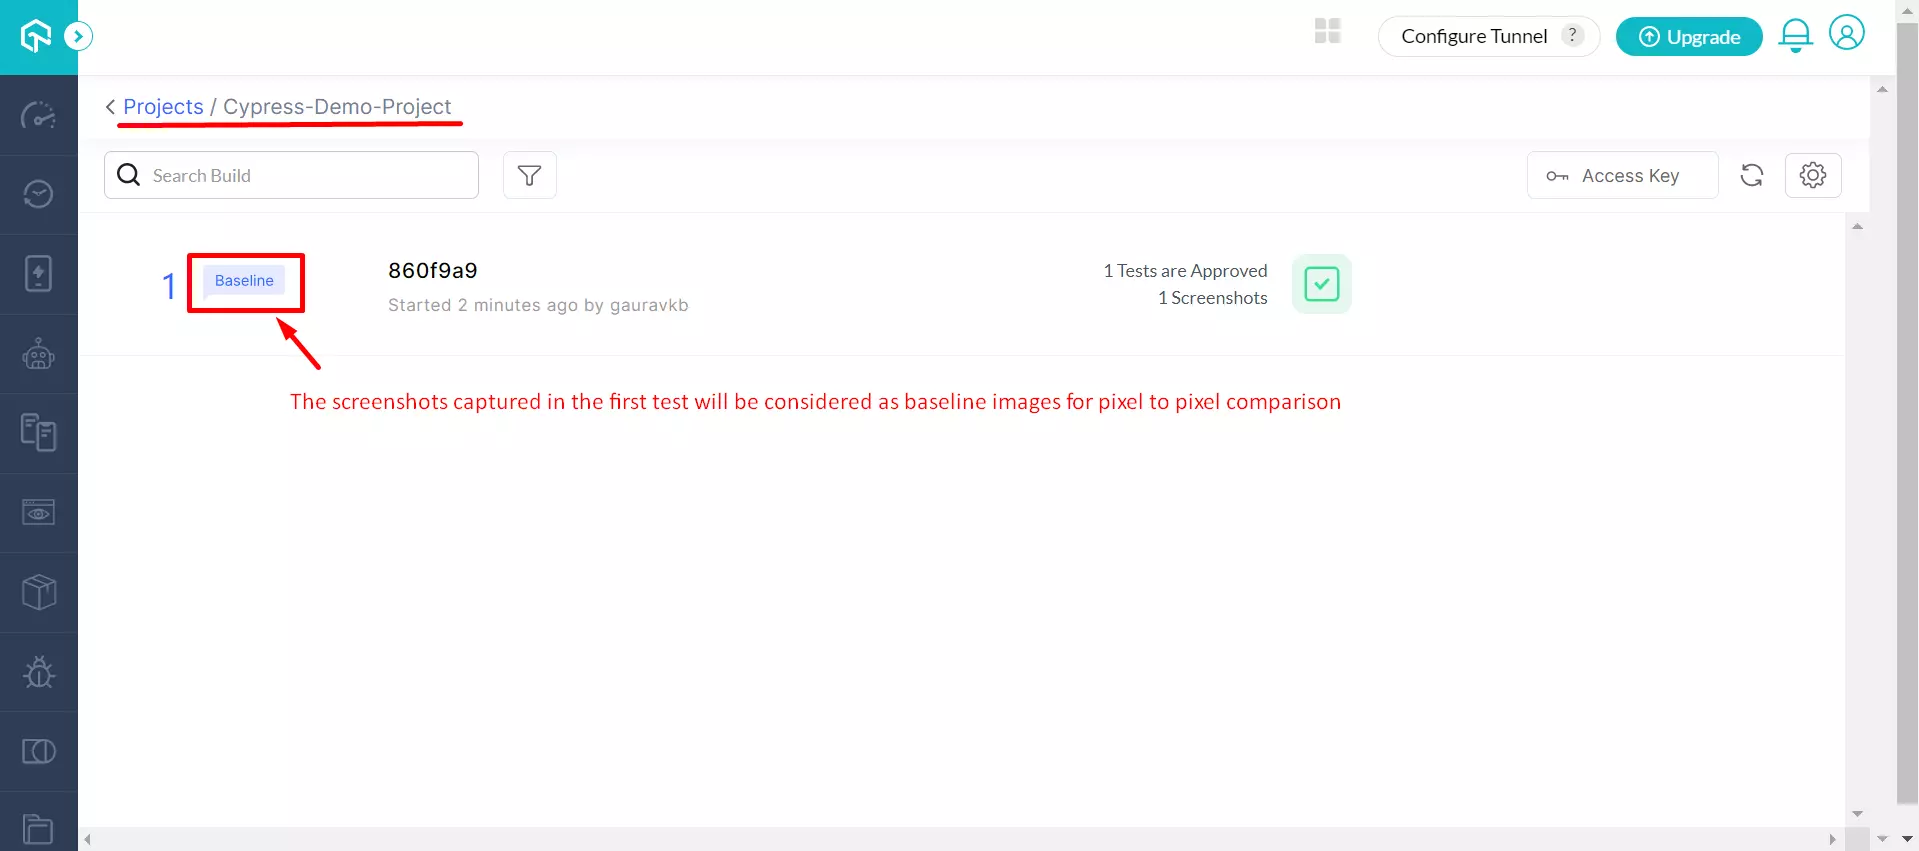 Configure Tunnel ?
Upgrade
Projects / Cypress-Demo-Project
Search Build
Access Key
1 Baseline
860f9a9
Started 2 minutes ago by gauravkb
1 Tests are Approved
1 Screenshots
The screenshots captured in the first test will be considered as baseline images for pixel to pixel comparison